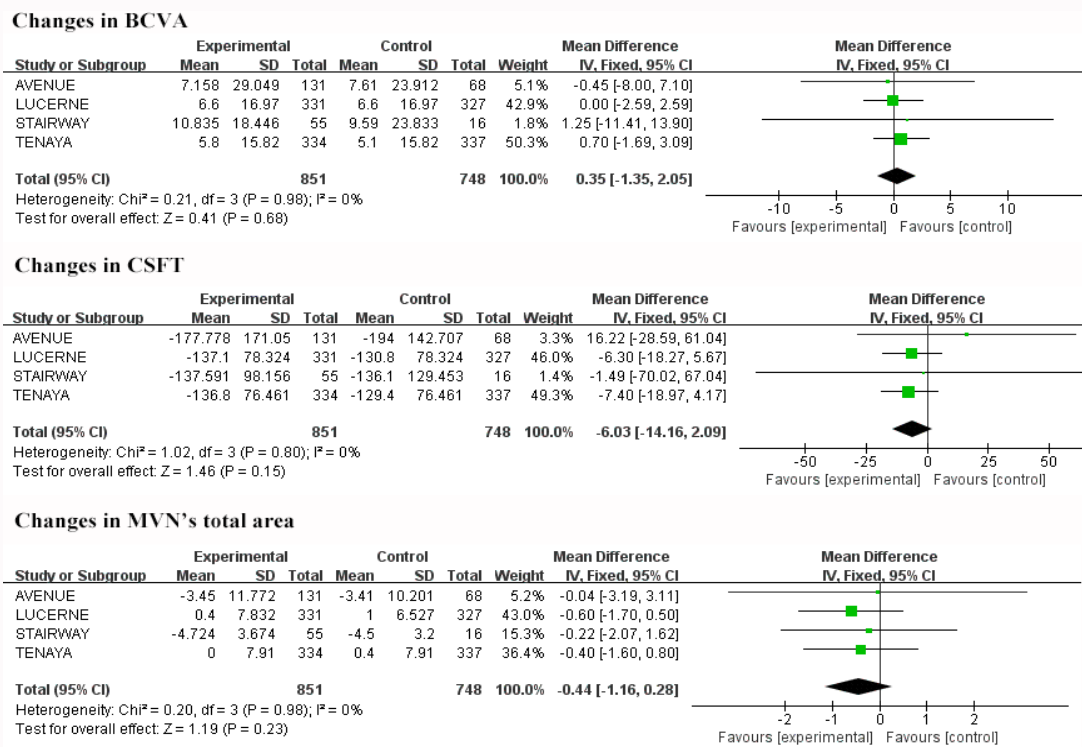 Changes in BCVA
Experimental Control Mean Difference Mean Difference
Study or Subgroup Mean SD Total Mean SD Total Weight IV, Fixed, 95% CI IV, Fixed, 95% CI
AVENUE 7.158 29.049 131 7.61 23.912 68 5.1% -0.45 [-8.00, 7.10]
LUCERNE 6.6 16.97 331 6.6 16.97 327 42.9% 0.00 [-2.59, 2.59]
STAIRWAY 10.835 18.446 55 9.59 23.833 16 1.8% 1.25 [-11.41, 13.90]
TENAYA 5.8 15.82 334 5.1 15.82 337 50.3% 0.70 [-1.69, 3.09]
Total (95% CI) 851 748 100.0% 0.35 [-1.35, 2.05]
Heterogeneity: Chi² = 0.21, df = 3 (P = 0.98); I² = 0%
Test for overall effect: Z = 0.41 (P = 0.68)
-10 -5 0 5 10
Favours [experimental] Favours [control]
Changes in CSFT
Experimental Control Mean Difference Mean Difference
Study or Subgroup Mean SD Total Mean SD Total Weight IV, Fixed, 95% CI IV, Fixed, 95% CI
AVENUE -177.778 171.05 131 -194 142.707 68 3.3% 16.22 [-28.59, 61.04]
LUCERNE -137.1 78.324 331 -130.8 78.324 327 46.0% -6.30 [-18.27, 5.67]
STAIRWAY -137.591 98.156 55 -136.1 129.453 16 1.4% -1.49 [-70.02, 67.04]
TENAYA -136.8 76.461 334 -129.4 76.461 337 49.3% -7.40 [-18.97, 4.17]
Total (95% CI) 851 748 100.0% -6.03 [-14.16, 2.09]
Heterogeneity: Chi² = 1.02, df = 3 (P = 0.80); I² = 0%
Test for overall effect: Z = 1.46 (P = 0.15)
-50 -25 0 25 50
Favours [experimental] Favours [control]
Changes in MVN's total area
Experimental Control Mean Difference Mean Difference
Study or Subgroup Mean SD Total Mean SD Total Weight IV, Fixed, 95% CI IV, Fixed, 95% CI
AVENUE -3.45 11.772 131 -3.41 10.201 68 5.2% -0.04 [-3.19, 3.11]
LUCERNE 0.4 7.832 331 1 6.527 327 43.0% -0.60 [-1.70, 0.50]
STAIRWAY -4.724 3.674 55 -4.5 3.2 16 15.3% -0.22 [-2.07, 1.62]
TENAYA 0 7.91 334 0.4 7.91 337 36.4% -0.40 [-1.60, 0.80]
Total (95% CI) 851 748 100.0% -0.44 [-1.16, 0.28]
Heterogeneity: Chi² = 0.20, df = 3 (P = 0.98); I² = 0%
Test for overall effect: Z = 1.19 (P = 0.23)
-2 -1 0 1 2
Favours [experimental] Favours [control]